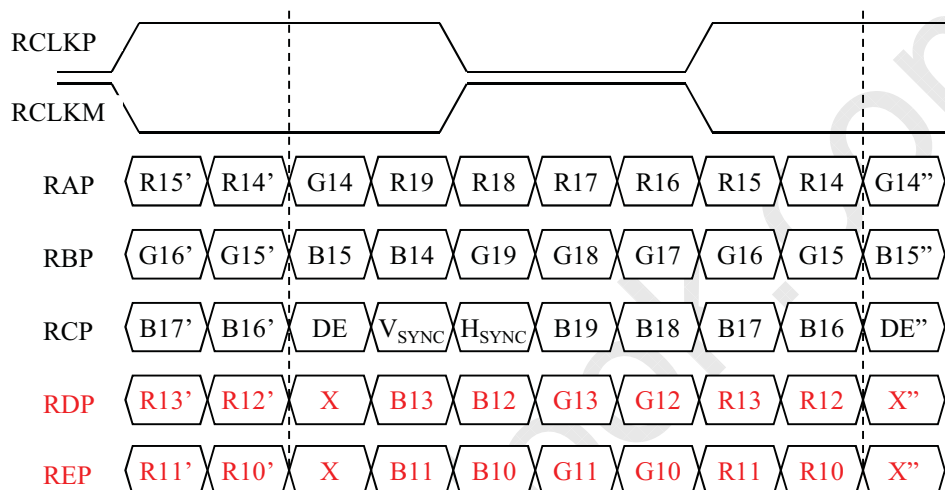 RCLKP
RCLKM
RAP R15’ R14’ G14 R19 R18 R17 R16 R15 R14 G14”
RBP G16’ G15’ B15 B14 G19 G18 G17 G16 G15 B15”
RCP B17’ B16’ DE VSYNC HSYNC B19 B18 B17 B16 DE”
RDP R13’ R12’ X B13 B12 G13 G12 R13 R12 X”
REP R11’ R10’ X B11 B10 G11 G10 R11 R10 X”